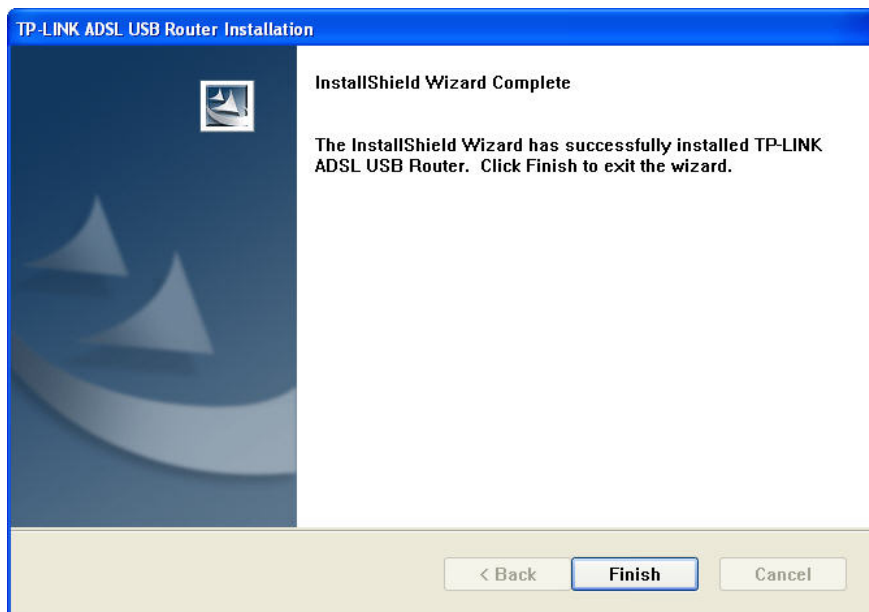 TP-LINK ADSL USB Router Installation
InstallShield Wizard Complete
The InstallShield Wizard has successfully installed TP-LINK
ADSL USB Router.  Click Finish to exit the wizard.
< Back
Finish
Cancel